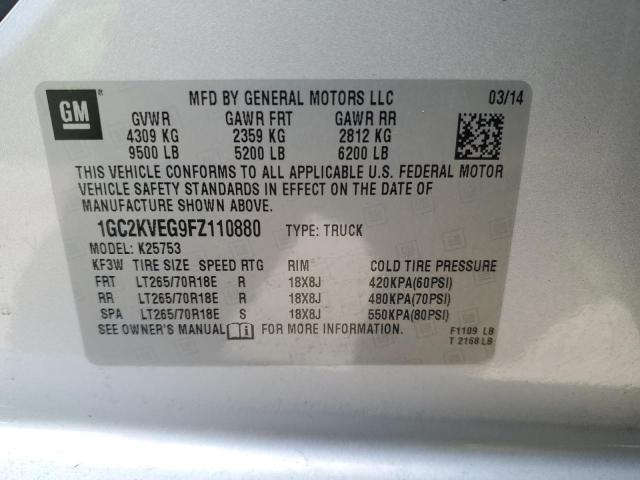 GM ®
MFD BY GENERAL MOTORS LLC 03/14
GVWR GAWR FRT GAWR RR
4309 KG 2359 KG 2812 KG
9500 LB 5200 LB 6200 LB
THIS VEHICLE CONFORMS TO ALL APPLICABLE U.S. FEDERAL MOTOR
VEHICLE SAFETY STANDARDS IN EFFECT ON THE DATE OF
MANUFACTURE SHOWN ABOVE.
1GC2KVEG9FZ110880 TYPE: TRUCK
MODEL: K25753
KF3W TIRE SIZE SPEED RTG RIM COLD TIRE PRESSURE
FRT LT265/70R18E R 18X8J 420KPA(60PSI)
RR LT265/70R18E R 18X8J 480KPA(70PSI)
SPA LT265/70R18E S 18X8J 550KPA(80PSI)
SEE OWNER'S MANUAL FOR MORE INFORMATION. F1109 LB
T 2168 LB